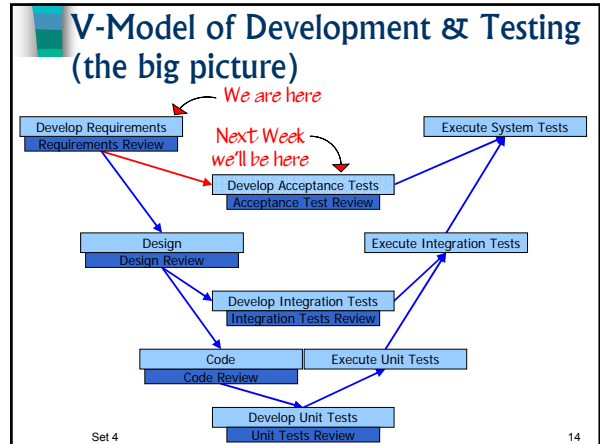 V-Model of Development & Testing
(the big picture)
We are here
Develop Requirements
Requirements Review
Execute System Tests
Next Week
we'll be here
Develop Acceptance Tests
Acceptance Test Review
Design
Design Review
Execute Integration Tests
Develop Integration Tests
Integration Tests Review
Code
Code Review
Execute Unit Tests
Develop Unit Tests
Unit Tests Review
Set 4
14